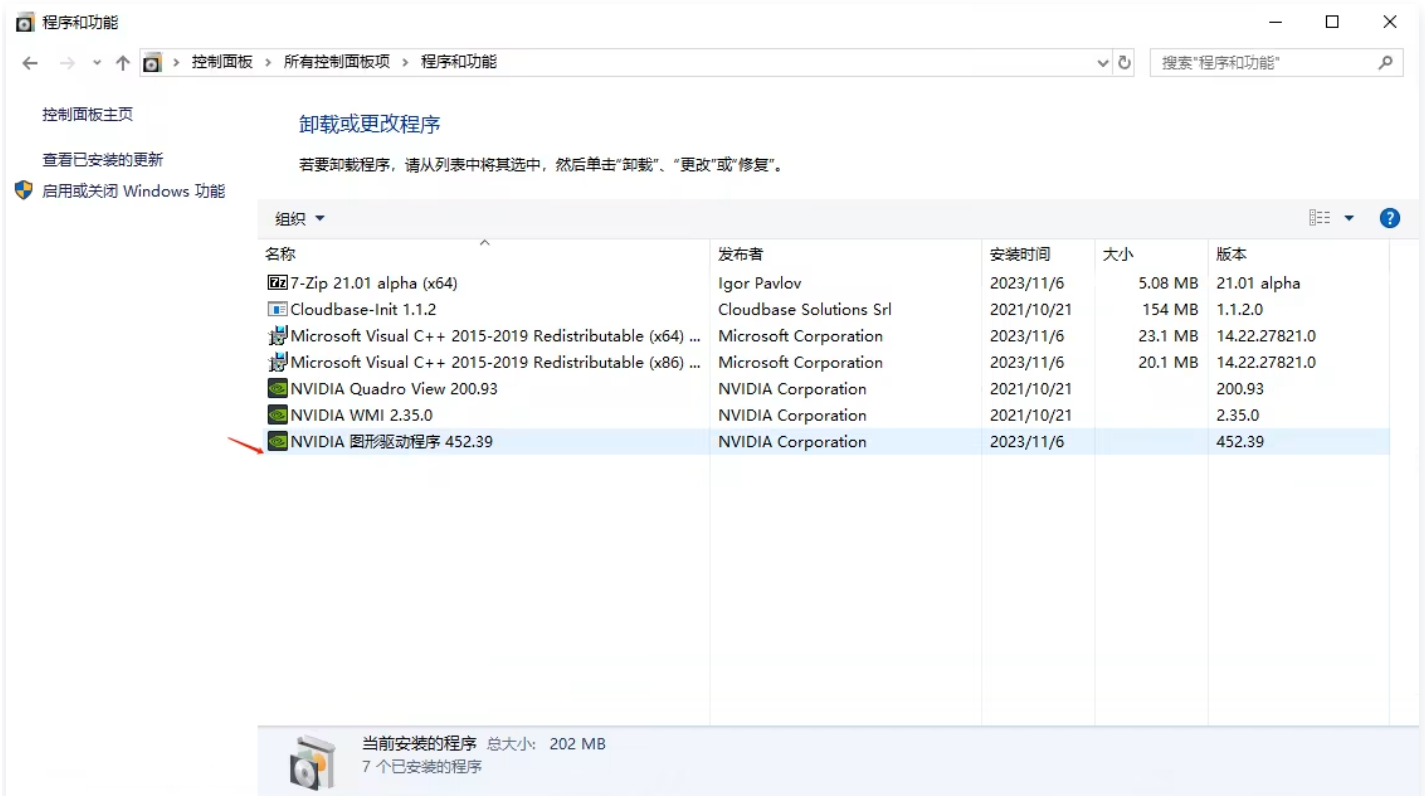 程序和功能
控制面板 › 所有控制面板项 › 程序和功能
搜索"程序和功能"
控制面板主页
查看已安装的更新
启用或关闭 Windows 功能
卸载或更改程序
若要卸载程序，请从列表中将其选中，然后单击“卸载”、“更改”或“修复”。
组织
名称 发布者 安装时间 大小 版本
7-Zip 21.01 alpha (x64) Igor Pavlov 2023/11/6 5.08 MB 21.01 alpha
Cloudbase-Init 1.1.2 Cloudbase Solutions Srl 2021/10/21 154 MB 1.1.2.0
Microsoft Visual C++ 2015-2019 Redistributable (x64) ... Microsoft Corporation 2023/11/6 23.1 MB 14.22.27821.0
Microsoft Visual C++ 2015-2019 Redistributable (x86) ... Microsoft Corporation 2023/11/6 20.1 MB 14.22.27821.0
NVIDIA Quadro View 200.93 NVIDIA Corporation 2021/10/21 200.93
NVIDIA WMI 2.35.0 NVIDIA Corporation 2021/10/21 2.35.0
NVIDIA 图形驱动程序 452.39 NVIDIA Corporation 2023/11/6 452.39
当前安装的程序 总大小: 202 MB
7 个已安装的程序